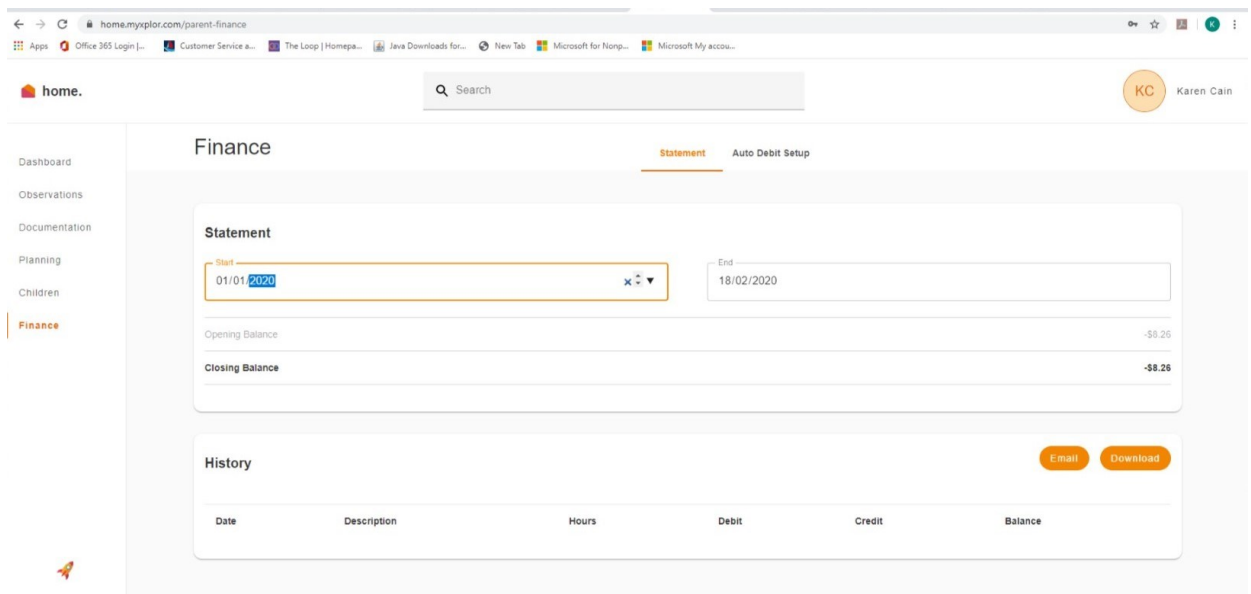 home.myxplor.com/parent-finance
Apps Office 365 Login |... Customer Service a... The Loop | Homepa... Java Downloads for... New Tab Microsoft for Nonp... Microsoft My accou...
K
home.
Search
KC Karen Cain
Finance
Statement Auto Debit Setup
Dashboard
Observations
Documentation
Planning
Children
Finance
Statement
Start
01/01/2020
End
18/02/2020
Opening Balance -$8.26
Closing Balance -$8.26
History
Email Download
Date Description Hours Debit Credit Balance